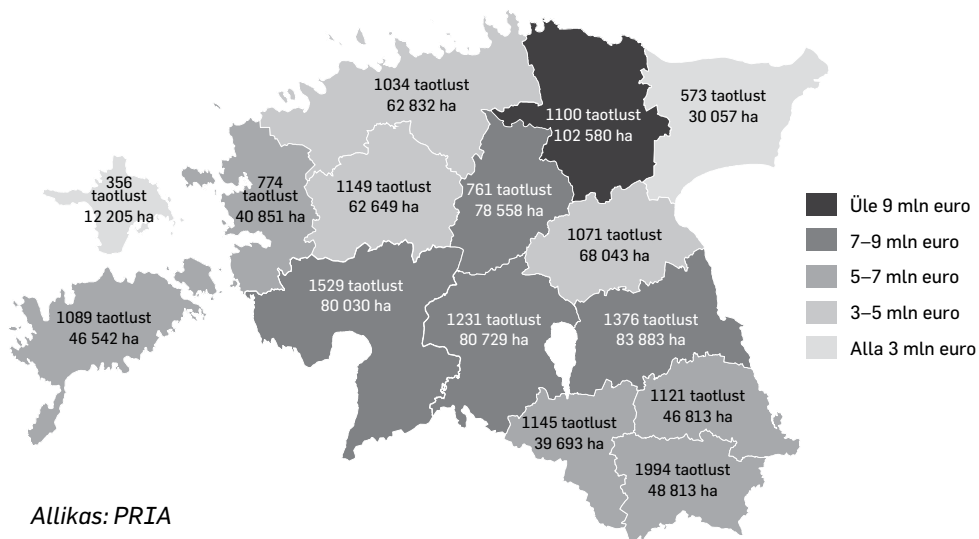 1034 taotlust
62 832 ha
1100 taotlust
102 580 ha
573 taotlust
30 057 ha
356
taotlust
12 205 ha
774
taotlust
40 851 ha
1149 taotlust
62 649 ha
761 taotlust
78 558 ha
1071 taotlust
68 043 ha
1089 taotlust
46 542 ha
1529 taotlust
80 030 ha
1231 taotlust
80 729 ha
1376 taotlust
83 883 ha
1145 taotlust
39 693 ha
1121 taotlust
46 813 ha
1994 taotlust
48 813 ha
Üle 9 mln euro
7–9 mln euro
5–7 mln euro
3–5 mln euro
Alla 3 mln euro
Allikas: PRIA